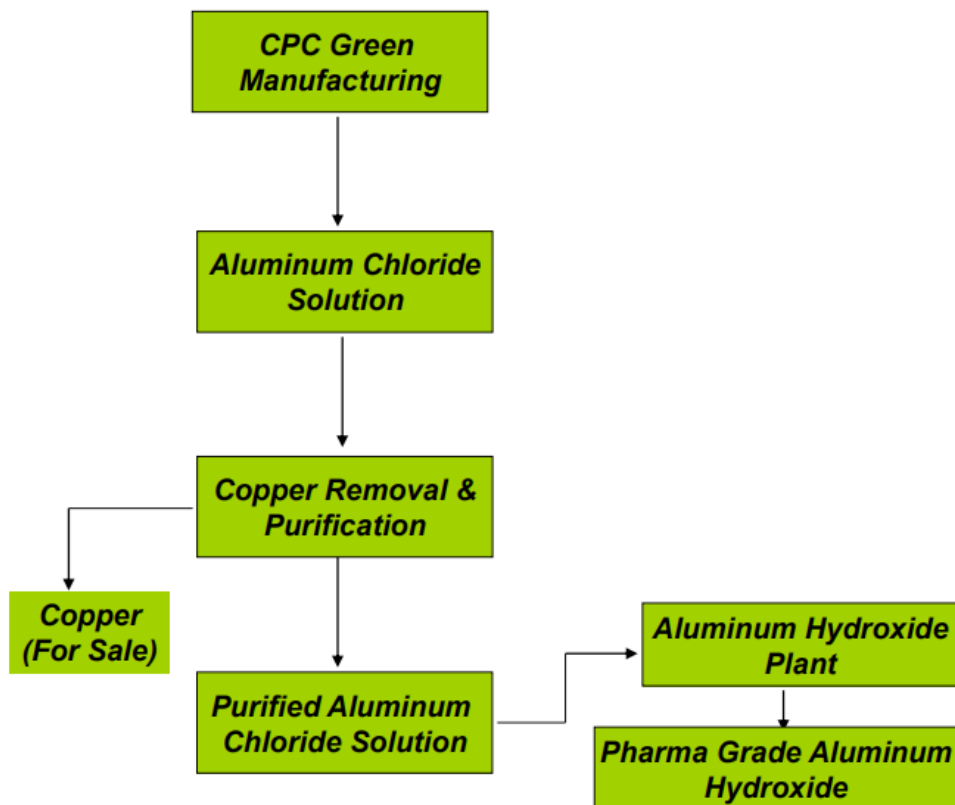 CPC Green
Manufacturing
Aluminum Chloride
Solution
Copper Removal &
Purification
Copper
(For Sale)
Purified Aluminum
Chloride Solution
Aluminum Hydroxide
Plant
Pharma Grade Aluminum
Hydroxide